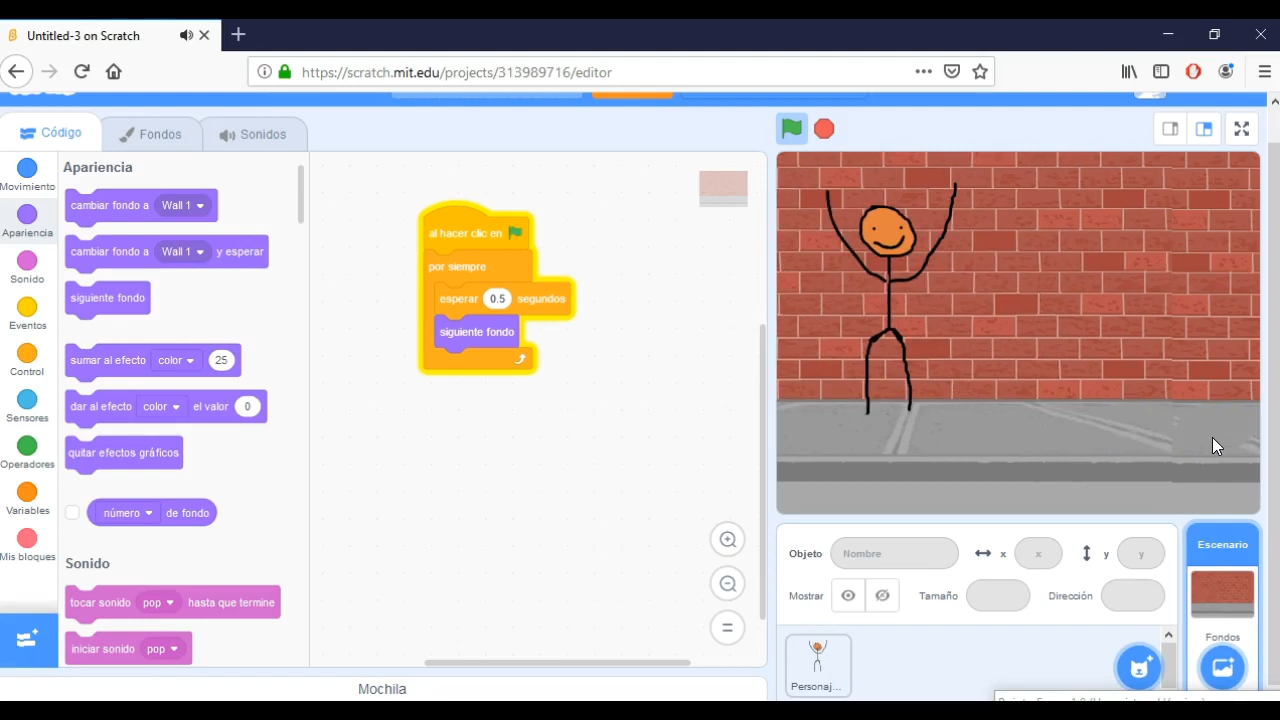 Untitled-3 on Scratch
https://scratch.mit.edu/projects/313989716/editor
Código
Fondos
Sonidos
Movimiento
Apariencia
Sonido
Eventos
Control
Sensores
Operadores
Variables
Mis bloques
Apariencia
cambiar fondo a Wall 1
cambiar fondo a Wall 1 y esperar
siguiente fondo
sumar al efecto color 25
dar al efecto color el valor 0
quitar efectos gráficos
número de fondo
Sonido
tocar sonido pop hasta que termine
iniciar sonido pop
al hacer clic en
por siempre
esperar 0.5 segundos
siguiente fondo
Mochila
Objeto Nombre x x y y
Mostrar Tamaño Dirección
Personaj...
Escenario
Fondos